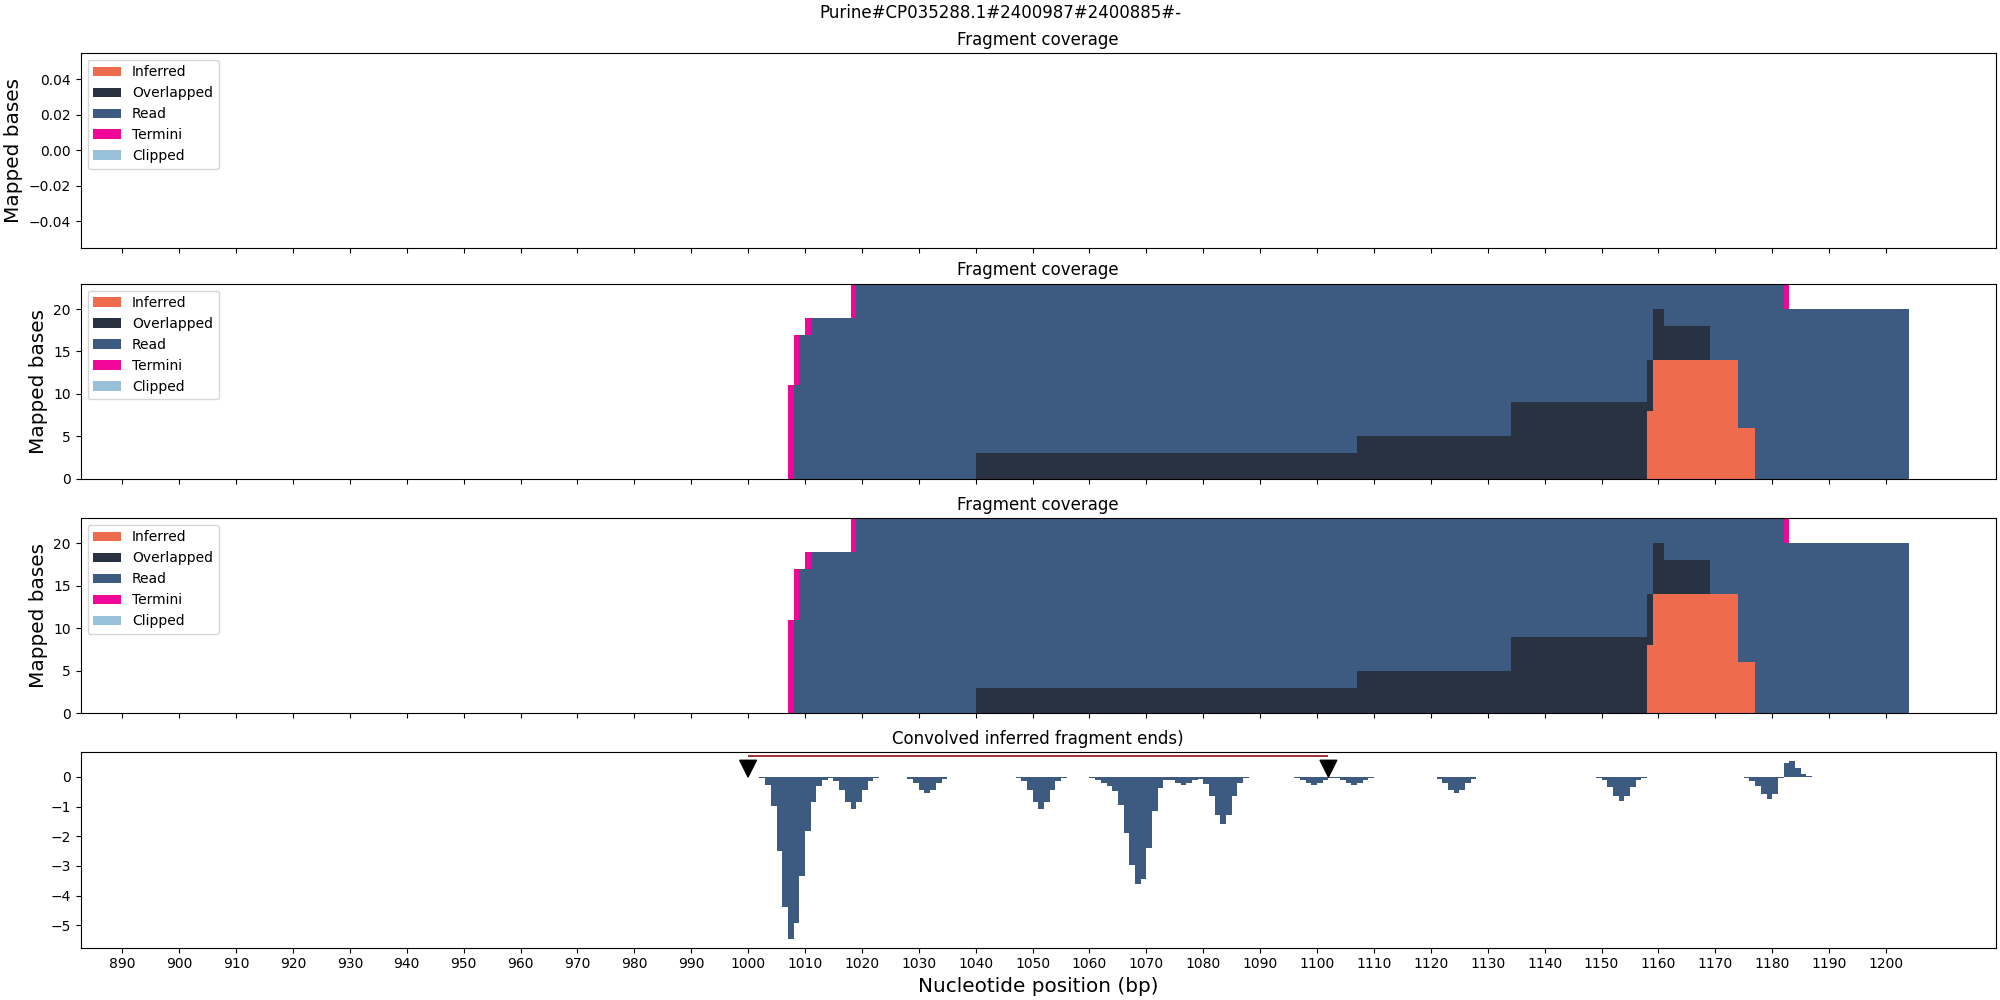 Purine#CP035288.1#2400987#2400885#-
Fragment coverage
Mapped bases
0.04
0.02
0.00
−0.02
−0.04
Inferred
Overlapped
Read
Termini
Clipped
Fragment coverage
Mapped bases
20
15
10
5
0
Inferred
Overlapped
Read
Termini
Clipped
Fragment coverage
Mapped bases
20
15
10
5
0
Inferred
Overlapped
Read
Termini
Clipped
Convolved inferred fragment ends)
0
−1
−2
−3
−4
−5
890 900 910 920 930 940 950 960 970 980 990 1000 1010 1020 1030 1040 1050 1060 1070 1080 1090 1100 1110 1120 1130 1140 1150 1160 1170 1180 1190 1200
Nucleotide position (bp)